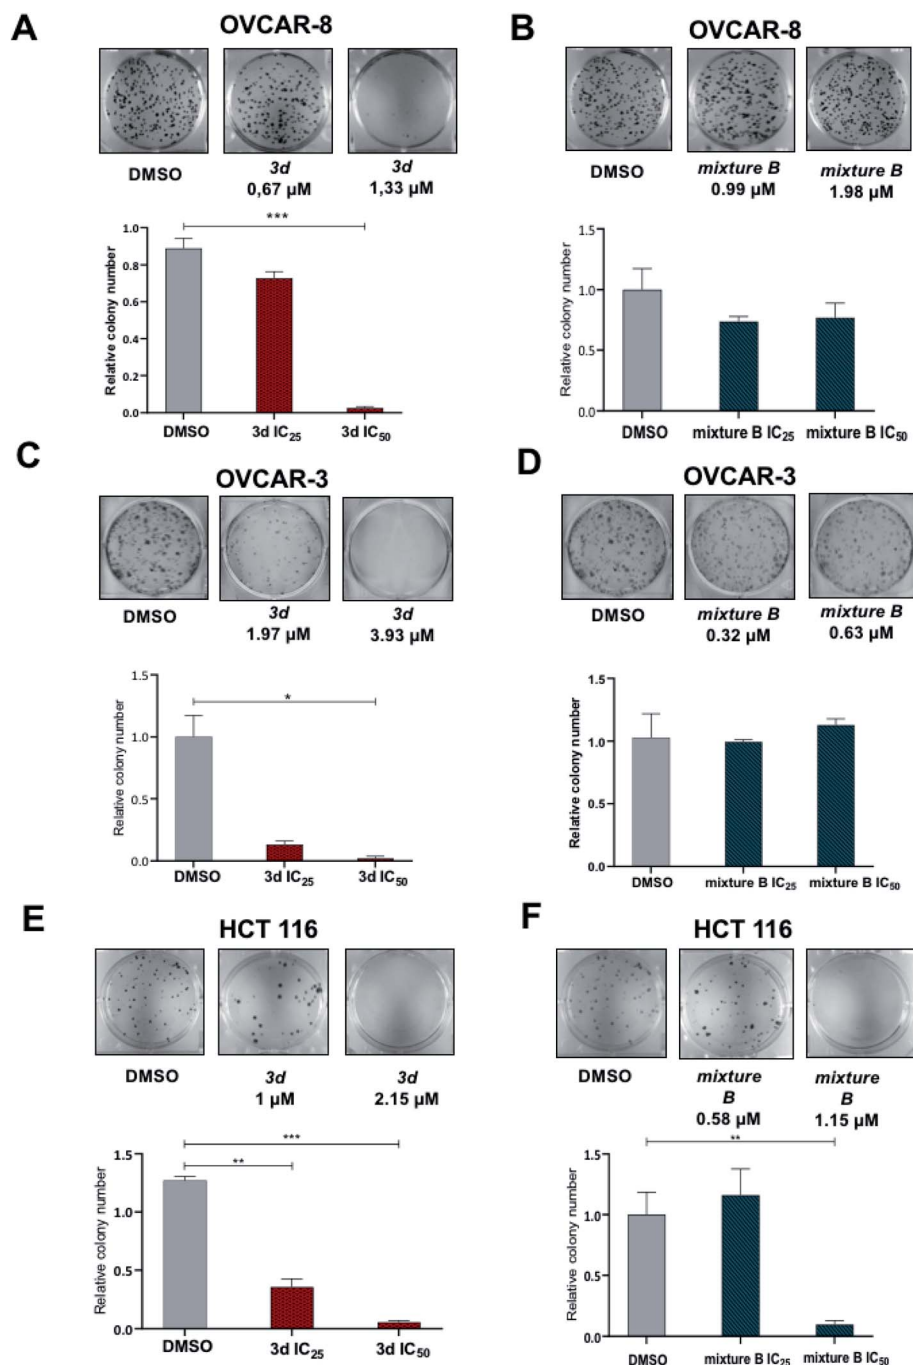 A
OVCAR-8
DMSO
3d
0,67 µM
3d
1,33 µM
***
Relative colony number
1.0
0.8
0.6
0.4
0.2
0.0
DMSO
3d IC25
3d IC50
B
OVCAR-8
DMSO
mixture B
0.99 µM
mixture B
1.98 µM
Relative colony number
1.5
1.0
0.5
0.0
DMSO
mixture B IC25
mixture B IC50
C
OVCAR-3
DMSO
3d
1.97 µM
3d
3.93 µM
*
Relative colony number
1.5
1.0
0.5
0.0
DMSO
3d IC25
3d IC50
D
OVCAR-3
DMSO
mixture B
0.32 µM
mixture B
0.63 µM
Relative colony number
1.5
1.0
0.5
0.0
DMSO
mixture B IC25
mixture B IC50
E
HCT 116
DMSO
3d
1 µM
3d
2.15 µM
***
**
Relative colony number
1.5
1.0
0.5
0.0
DMSO
3d IC25
3d IC50
F
HCT 116
DMSO
mixture
B
0.58 µM
mixture
B
1.15 µM
**
Relative colony number
1.5
1.0
0.5
0.0
DMSO
mixture B IC25
mixture B IC50